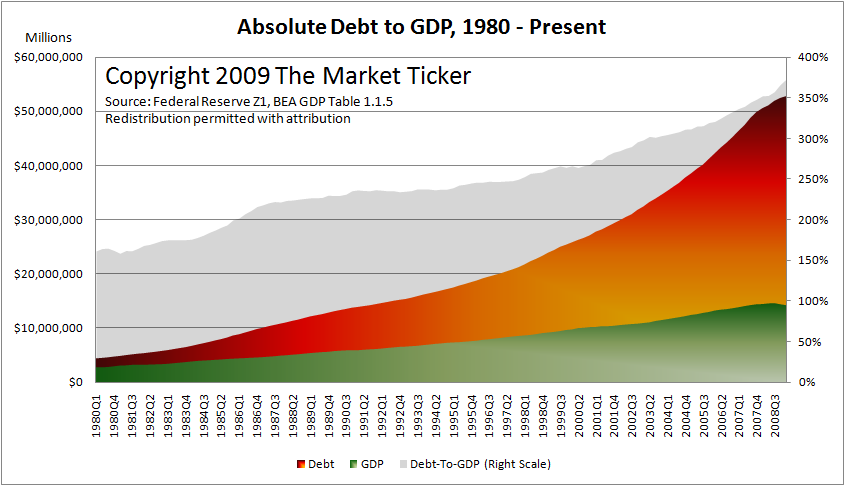 Absolute Debt to GDP, 1980 - Present
Millions
$60,000,000
$50,000,000
$40,000,000
$30,000,000
$20,000,000
$10,000,000
$0
400%
350%
300%
250%
200%
150%
100%
50%
0%
Copyright 2009 The Market Ticker
Source: Federal Reserve Z1, BEA GDP Table 1.1.5
Redistribution permitted with attribution
1980Q1
1980Q4
1981Q3
1982Q2
1983Q1
1983Q4
1984Q3
1985Q2
1986Q1
1986Q4
1987Q3
1988Q2
1989Q1
1989Q4
1990Q3
1991Q2
1992Q1
1992Q4
1993Q3
1994Q2
1995Q1
1995Q4
1996Q3
1997Q2
1998Q1
1998Q4
1999Q3
2000Q2
2001Q1
2001Q4
2002Q3
2003Q2
2004Q1
2004Q4
2005Q3
2006Q2
2007Q1
2007Q4
2008Q3
Debt
GDP
Debt-To-GDP (Right Scale)